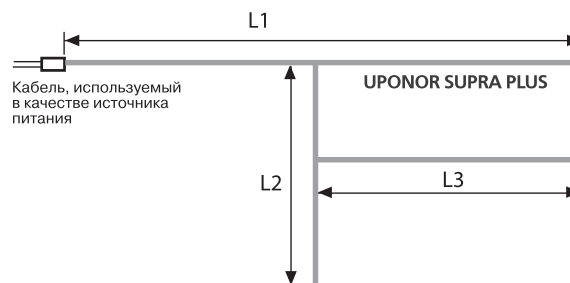 L1
UPONOR SUPRA PLUS
Кабель, используемый
в качестве источника
питания
L2
L3